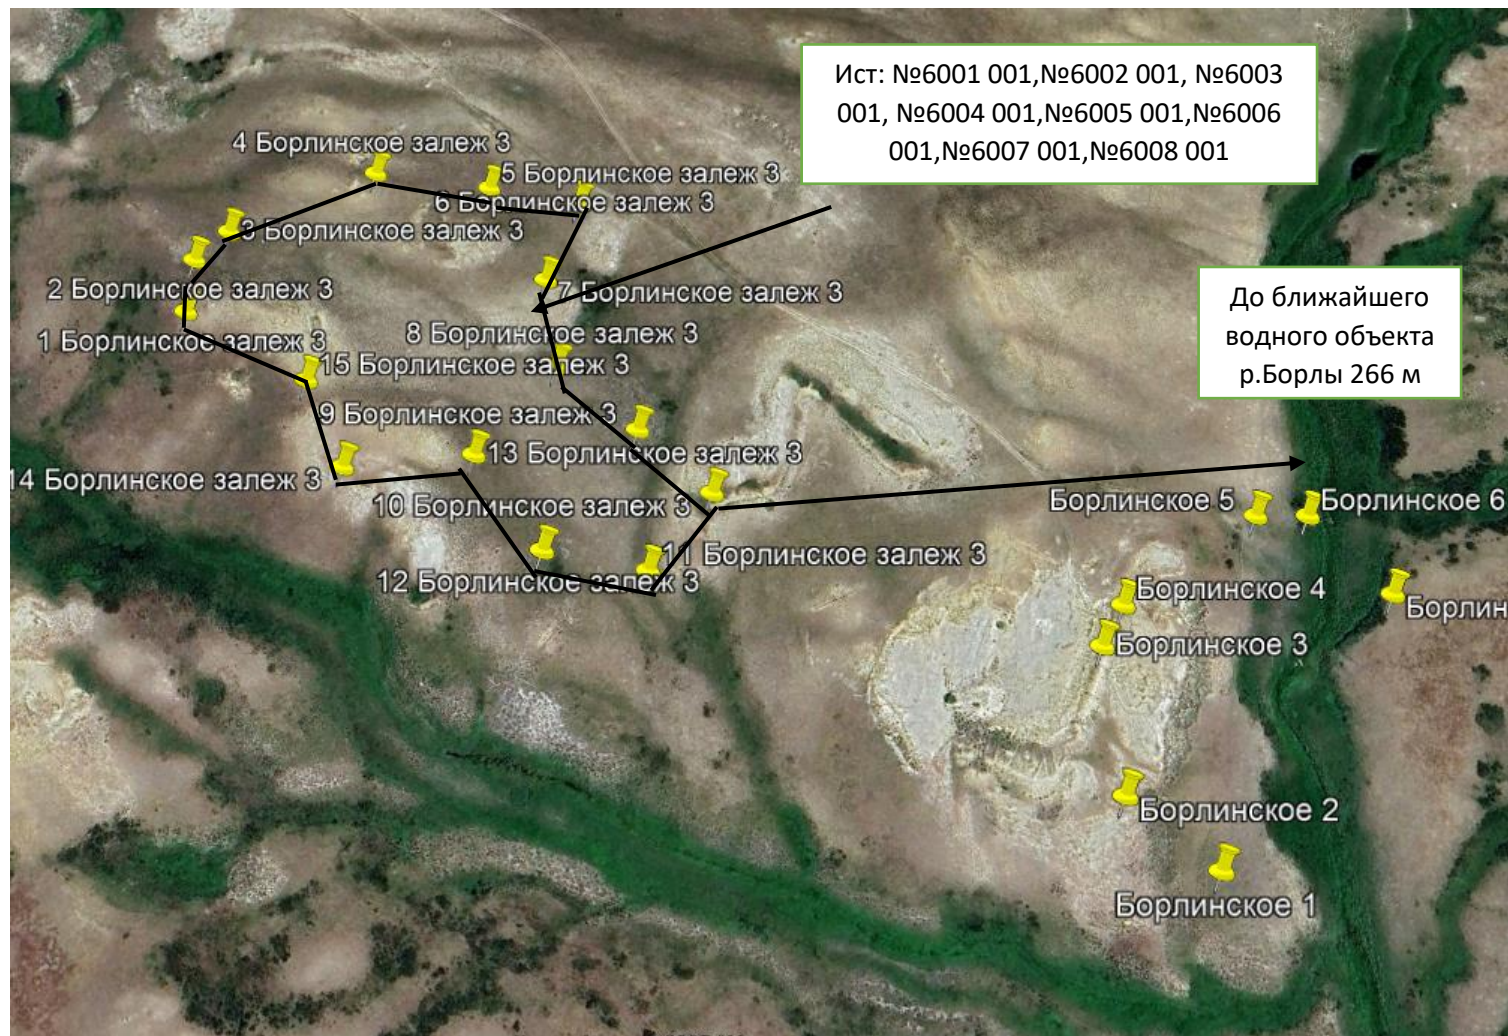 Ист: №6001 001,№6002 001, №6003
001, №6004 001,№6005 001,№6006
001,№6007 001,№6008 001
4 Борлинское залеж 3
5 Борлинское залеж 3
6 Борлинское залеж 3
3 Борлинское залеж 3
2 Борлинское залеж 3
7 Борлинское залеж 3
До ближайшего
водного объекта
р.Борлы 266 м
1 Борлинское залеж 3
8 Борлинское залеж 3
15 Борлинское залеж 3
9 Борлинское залеж 3
13 Борлинское залеж 3
14 Борлинское залеж 3
10 Борлинское залеж 3
Борлинское 5
Борлинское 6
11 Борлинское залеж 3
12 Борлинское залеж 3
Борлинское 4
Борлин
Борлинское 3
Борлинское 2
Борлинское 1